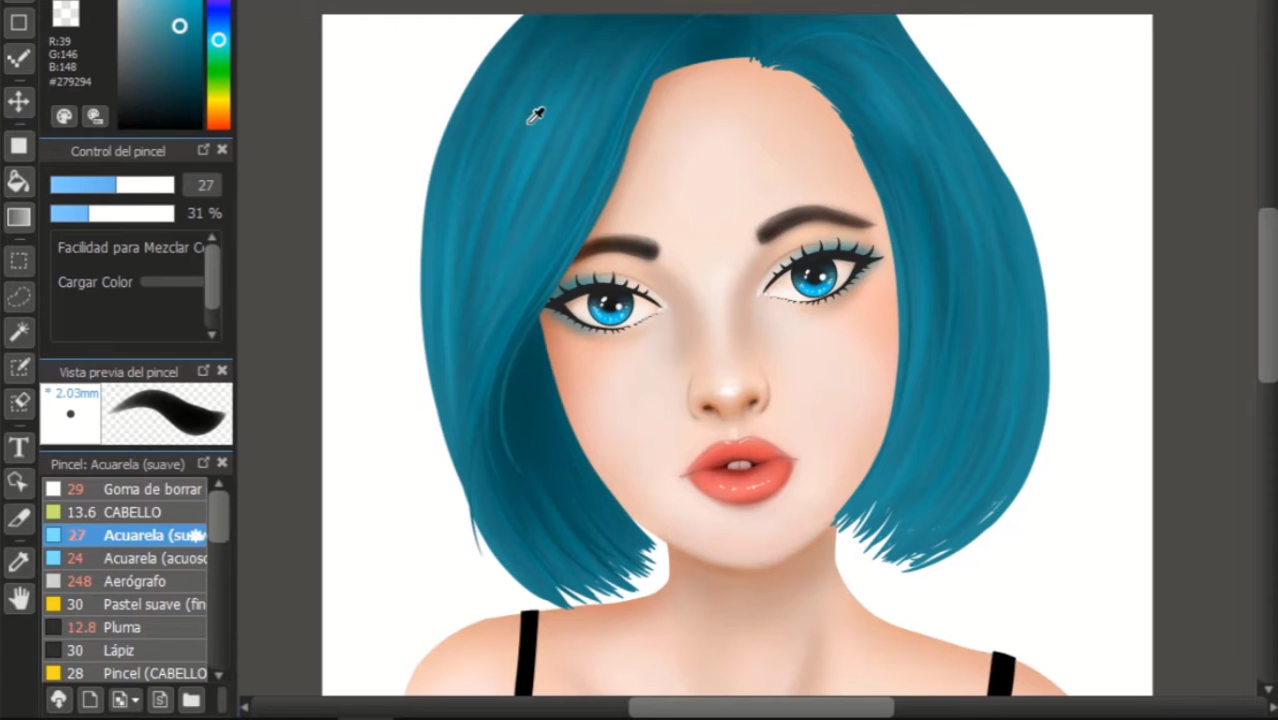 R:39
G:146
B:148
#279294
Control del pincel
27
31 %
Facilidad para Mezclar Co
Cargar Color
Vista previa del pincel
* 2.03mm
Pincel: Acuarela (suave)
29 Goma de borrar
13.6 CABELLO
27 Acuarela (su
24 Acuarela (acuoso
248 Aerógrafo
30 Pastel suave (fin
12.8 Pluma
30 Lápiz
28 Pincel (CABELLO
T
S